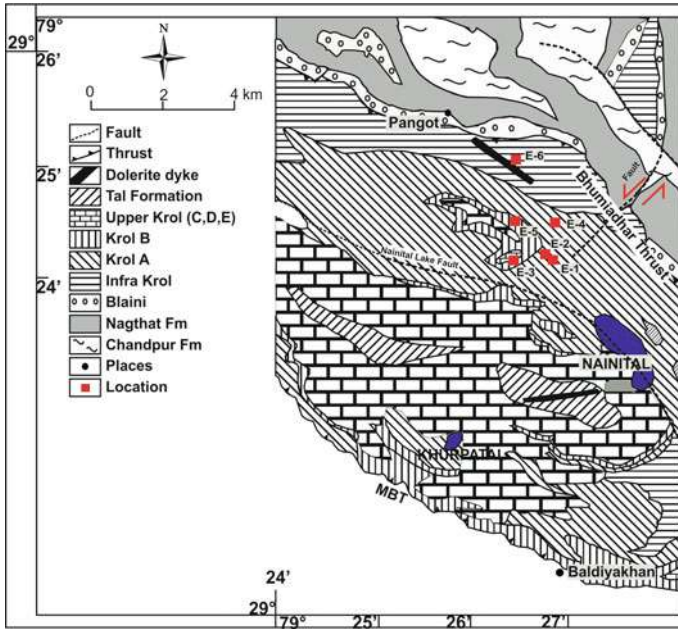 79°
29°
26'
N
0 2 4 km
Fault
Thrust
Dolerite dyke
Tal Formation
Upper Krol (C,D,E)
Krol B
Krol A
Infra Krol
Blaini
Nagthat Fm
Chandpur Fm
Places
Location
25'
24'
Pangot
E-6
Fault
Bhumiadhar Thrust
E-5
E-4
E-2
E-1
E-3
Nainital Lake Fault
NAINITAL
KHURPATAL
MBT
Baldiyakhan
24'
29°
79°
25'
26'
27'